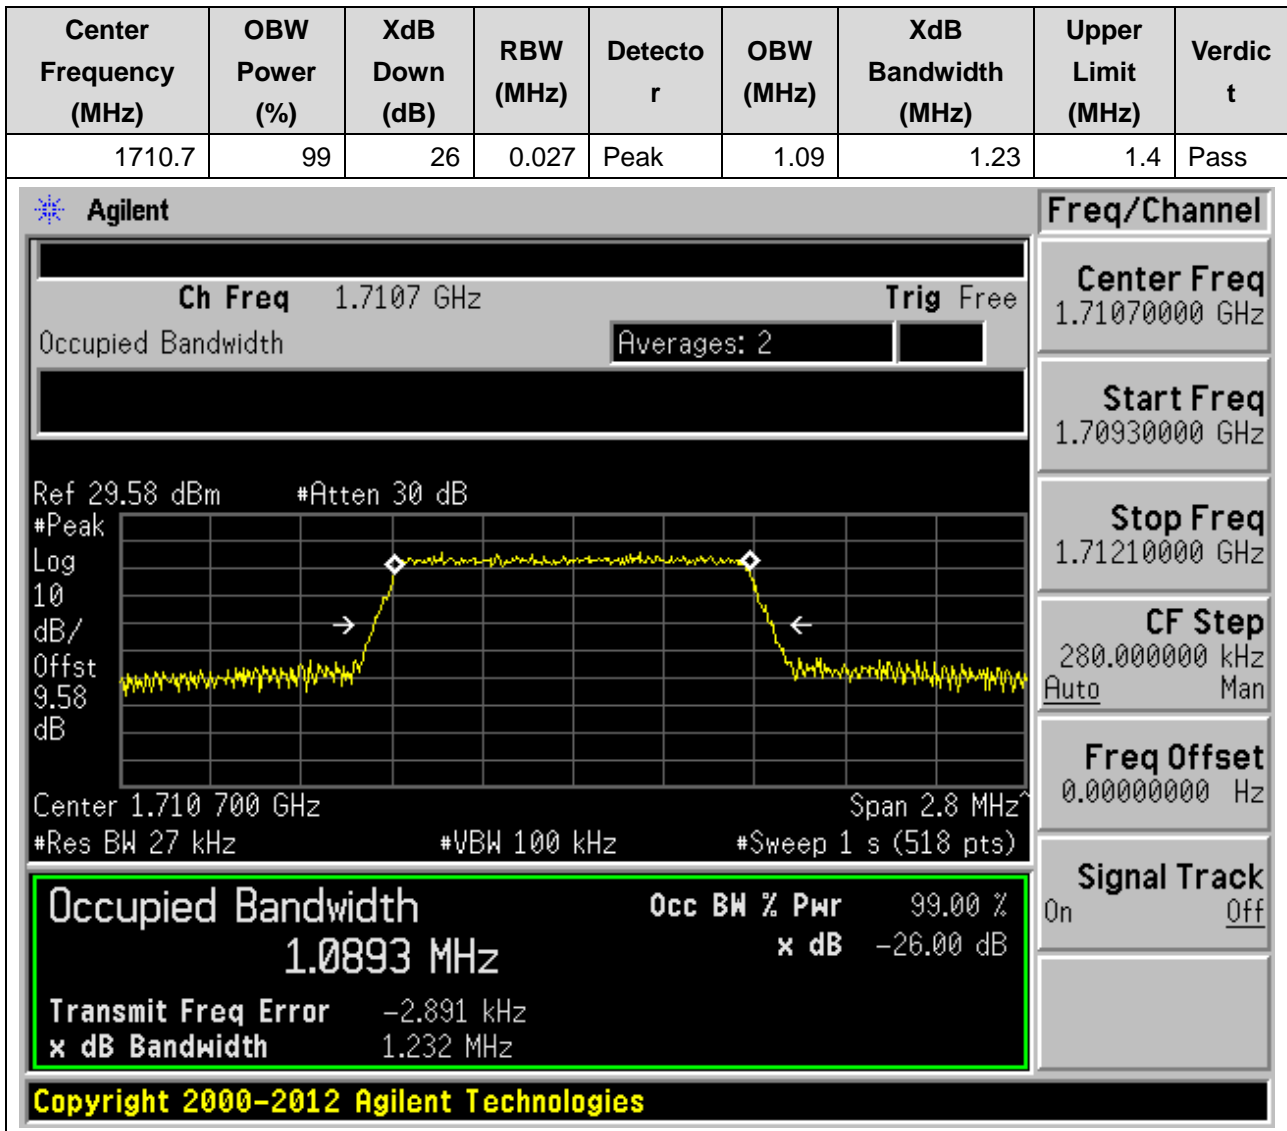 Center Frequency (MHz) OBW Power (%) XdB Down (dB) RBW (MHz) Detecto r OBW (MHz) XdB Bandwidth (MHz) Upper Limit (MHz) Verdic t
1710.7 99 26 0.027 Peak 1.09 1.23 1.4 Pass
Agilent
Freq/Channel
Ch Freq 1.7107 GHz Trig Free
Occupied Bandwidth Averages: 2
Center Freq
1.71070000 GHz
Start Freq
1.70930000 GHz
Stop Freq
1.71210000 GHz
CF Step
280.000000 kHz
Auto Man
Freq Offset
0.00000000 Hz
Signal Track
On Off
Ref 29.58 dBm #Atten 30 dB
#Peak
Log
10
dB/
Offst
9.58
dB
Center 1.710 700 GHz Span 2.8 MHz^
#Res BW 27 kHz #VBW 100 kHz #Sweep 1 s (518 pts)
Occupied Bandwidth
1.0893 MHz
Occ BW % Pwr 99.00 %
x dB -26.00 dB
Transmit Freq Error -2.891 kHz
x dB Bandwidth 1.232 MHz
Copyright 2000-2012 Agilent Technologies